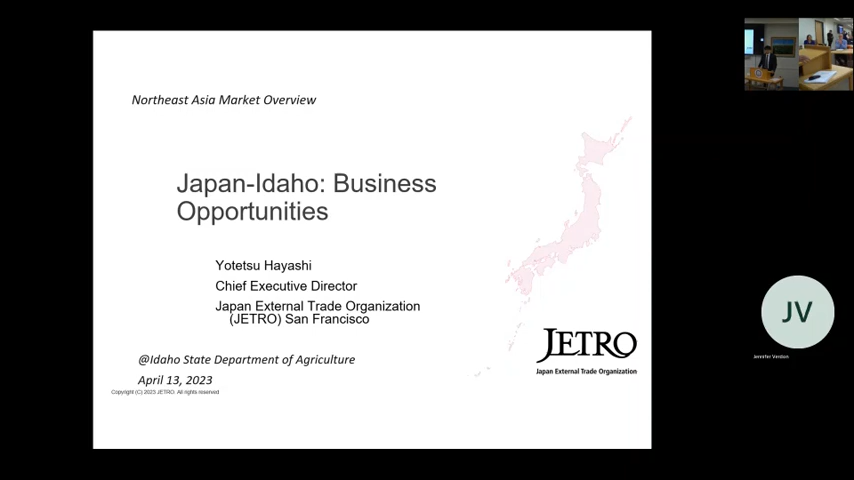 Northeast Asia Market Overview
Japan-Idaho: Business
Opportunities
Yotetsu Hayashi
Chief Executive Director
Japan External Trade Organization
(JETRO) San Francisco
JETRO
Japan External Trade Organization
@Idaho State Department of Agriculture
April 13, 2023
Copyright (C) 2023 JETRO. All rights reserved
JV
Jennifer Verdon